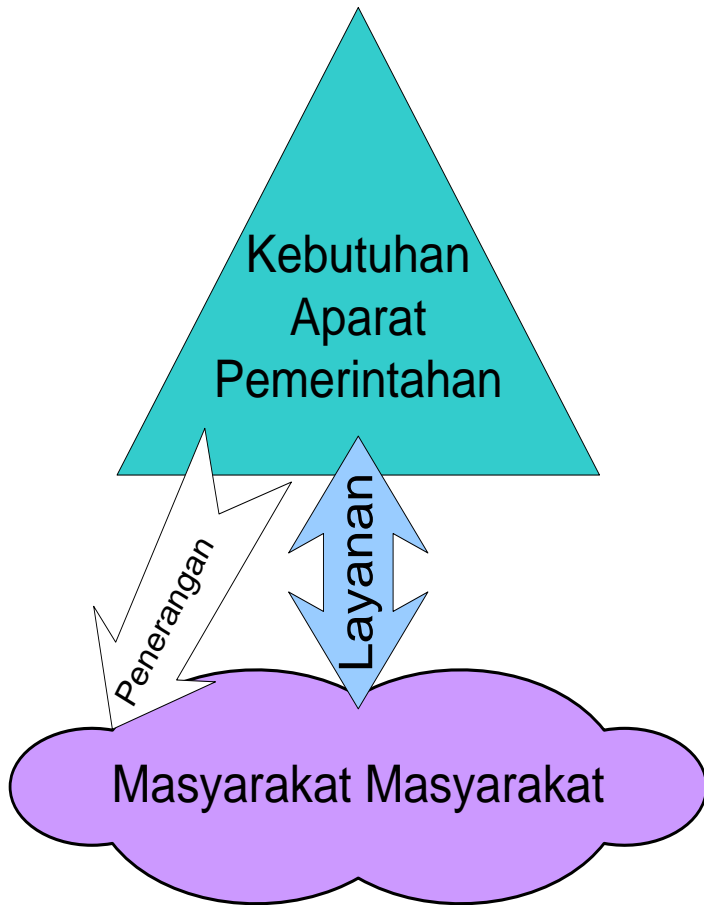 Kebutuhan
Aparat
Pemerintahan
Penerangan
Layanan
Masyarakat Masyarakat